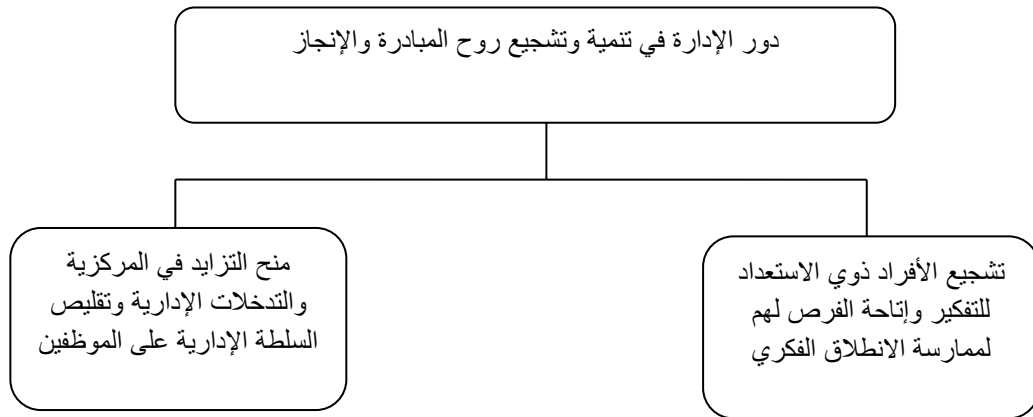 دور الإدارة في تنمية وتشجيع روح المبادرة والإنجاز
تشجيع الأفراد ذوي الاستعداد
للتفكير وإتاحة الفرص لهم
لممارسة الانطلاق الفكري
منح التزايد في المركزية
والتدخلات الإدارية وتقليص
السلطة الإدارية على الموظفين